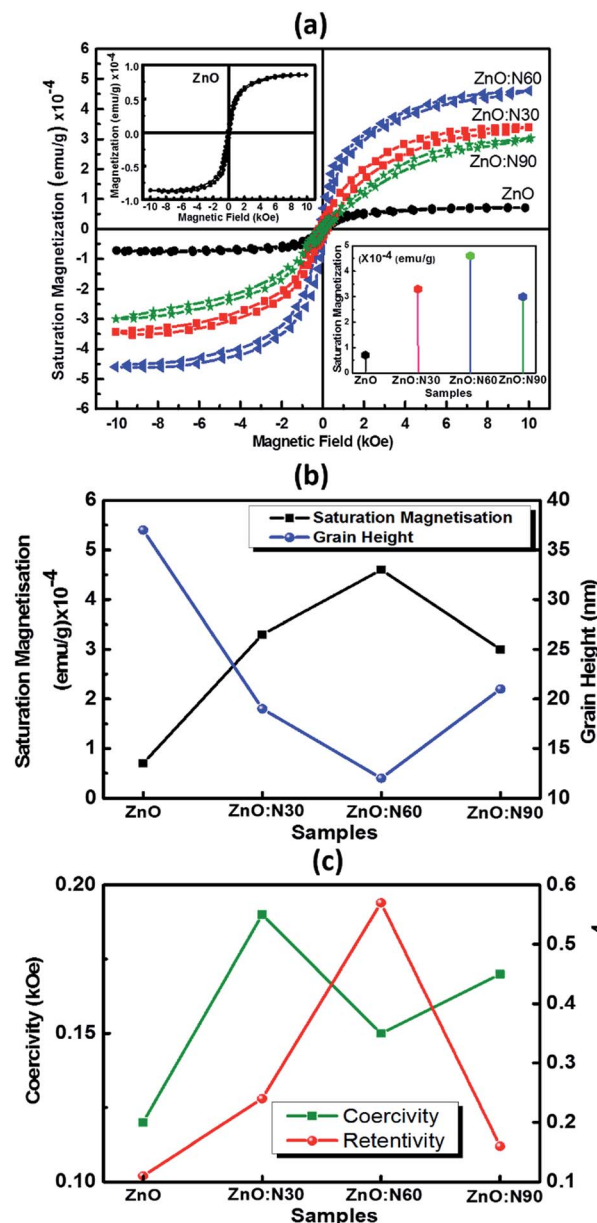 (a)
ZnO
Magnetization (emu/g) x10-4
1.0
0.5
0.0
-0.5
-1.0
-10 -8 -6 -4 -2 0 2 4 6 8 10
Magnetic Field (kOe)
Saturation Magnetization (emu/g) x10-4
6
5
4
3
2
1
0
-1
-2
-3
-4
-5
-6
ZnO:N60
ZnO:N30
ZnO:N90
ZnO
(X10-4 (emu/g)
Saturation Magnetization
5
4
3
2
1
0
ZnO ZnO:N30 ZnO:N60 ZnO:N90
Samples
-10 -8 -6 -4 -2 0 2 4 6 8 10
Magnetic Field (kOe)
(b)
Saturation Magnetisation
Grain Height
Saturation Magnetisation
(emu/g)x10-4
6
5
4
3
2
1
0
40
35
30
25
20
15
10
Grain Height (nm)
ZnO ZnO:N30 ZnO:N60 ZnO:N90
Samples
(c)
Coercivity (kOe)
0.20
0.15
0.10
0.6
0.5
0.4
0.3
0.2
0.1
Coercivity
Retentivity
ZnO ZnO:N30 ZnO:N60 ZnO:N90
Samples